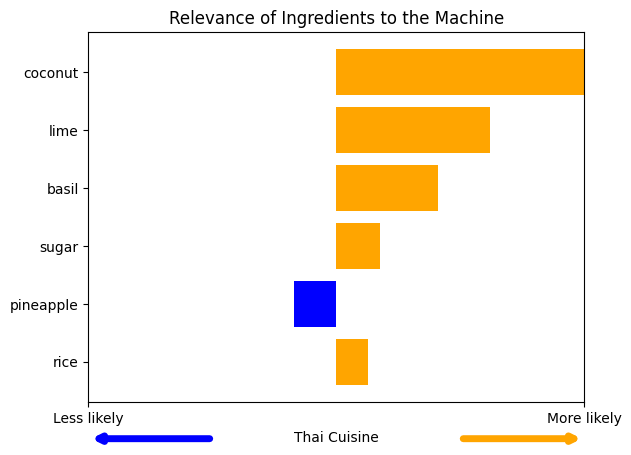 Relevance of Ingredients to the Machine
coconut
lime
basil
sugar
pineapple
rice
Less likely
More likely
Thai Cuisine